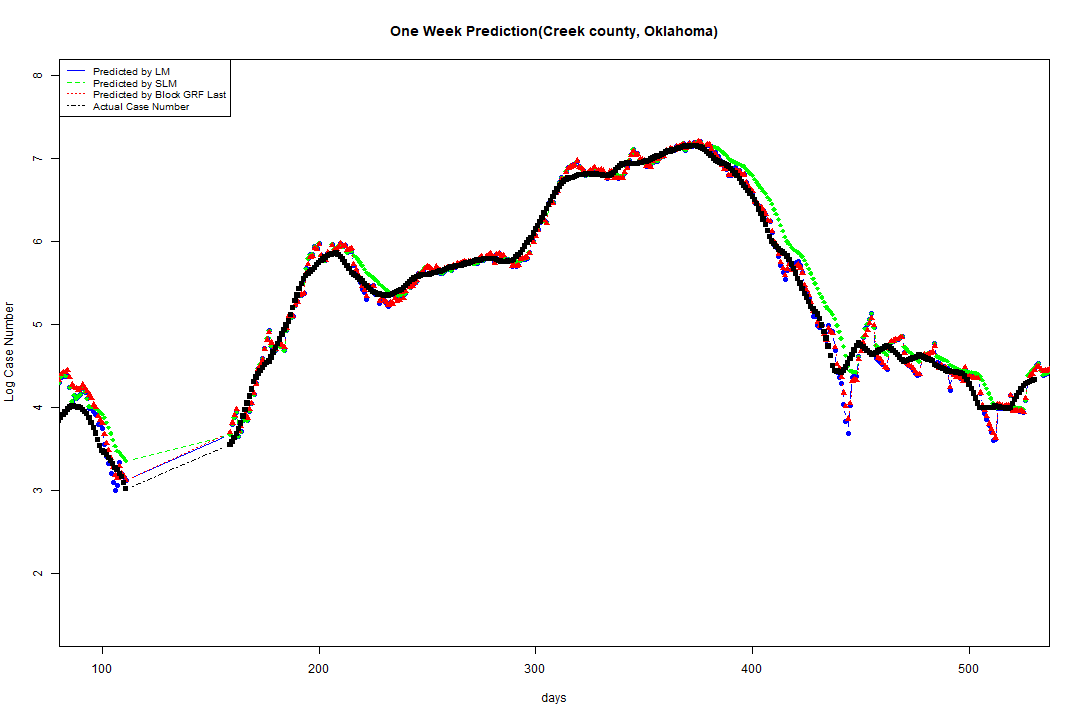 One Week Prediction(Creek county, Oklahoma)
Predicted by LM
Predicted by SLM
Predicted by Block GRF Last
Actual Case Number
8
7
6
5
4
3
2
Log Case Number
100 200 300 400 500
days